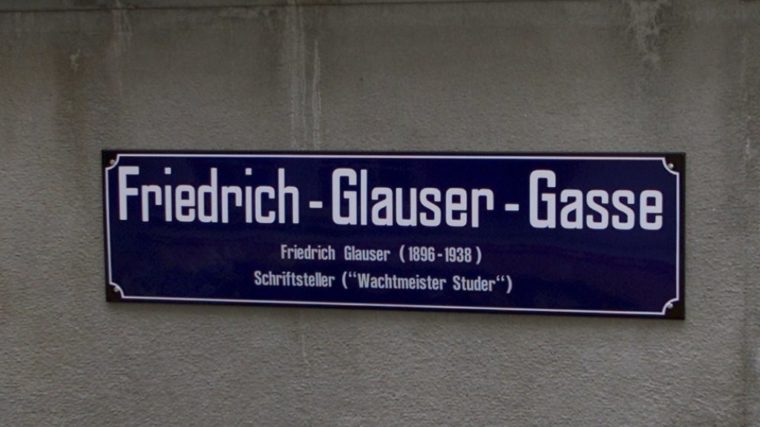 Friedrich - Glauser - Gasse
Friedrich Glauser (1896-1938)
Schriftsteller (“Wachtmeister Studer“)